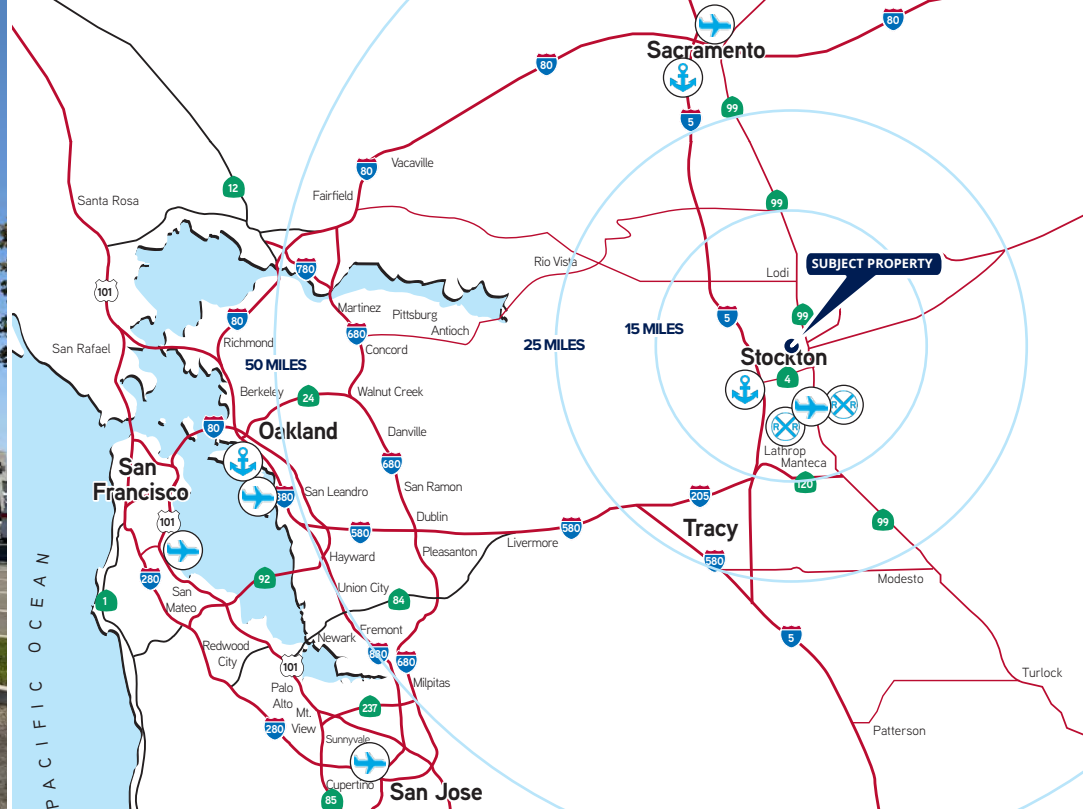 80
Sacramento
80
5
99
Vacaville
80
12
Fairfield
Santa Rosa
99
SUBJECT PROPERTY
Rio Vista
Lodi
780
101
Martinez
Pittsburg
Antioch
80
680
Concord
5
99
15 MILES
25 MILES
Richmond
San Rafael
50 MILES
Stockton
4
Berkeley
24
Walnut Creek
R R
R R
80
Oakland
Danville
680
Lathrop
Manteca
San
Francisco
880
San Leandro
San Ramon
120
205
101
Dublin
580
580
Livermore
Tracy
99
Pleasanton
Hayward
580
Modesto
280
92
San
Mateo
Union City
84
1
Fremont
Newark
5
Redwood
City
880
680
101
Milpitas
Turlock
Palo
Alto
Mt.
View
237
280
Patterson
Sunnyvale
Cupertino
85
San Jose
PACIFIC OCEAN